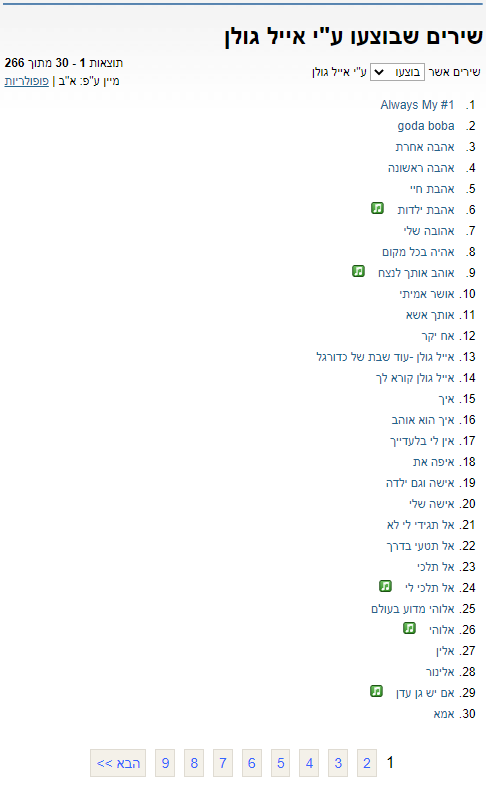 שירים שבוצעו ע"י אייל גולן
שירים אשר בוצעו ע"י אייל גולן
תוצאות 1 - 30 מתוך 266
מיין ע"פ: א"ב | פופולריות
1. Always My #1
2. goda boba
3. אהבה אחרת
4. אהבה ראשונה
5. אהבת חיי
6. אהבת ילדות
7. אהובה שלי
8. אהיה בכל מקום
9. אוהב אותך לנצח
10. אושר אמיתי
11. אותך אשא
12. אח יקר
13. אייל גולן -עוד שבת של כדורגל
14. אייל גולן קורא לך
15. איך
16. איך הוא אוהב
17. אין לי בלעדייך
18. איפה את
19. אישה וגם ילדה
20. אישה שלי
21. אל תגידי לי לא
22. אל תטעי בדרך
23. אל תלכי
24. אל תלכי לי
25. אלוהי מדוע בעולם
26. אלוהי
27. אלין
28. אלינור
29. אם יש גן עדן
30. אמא
1 2 3 4 5 6 7 8 9 הבא >>